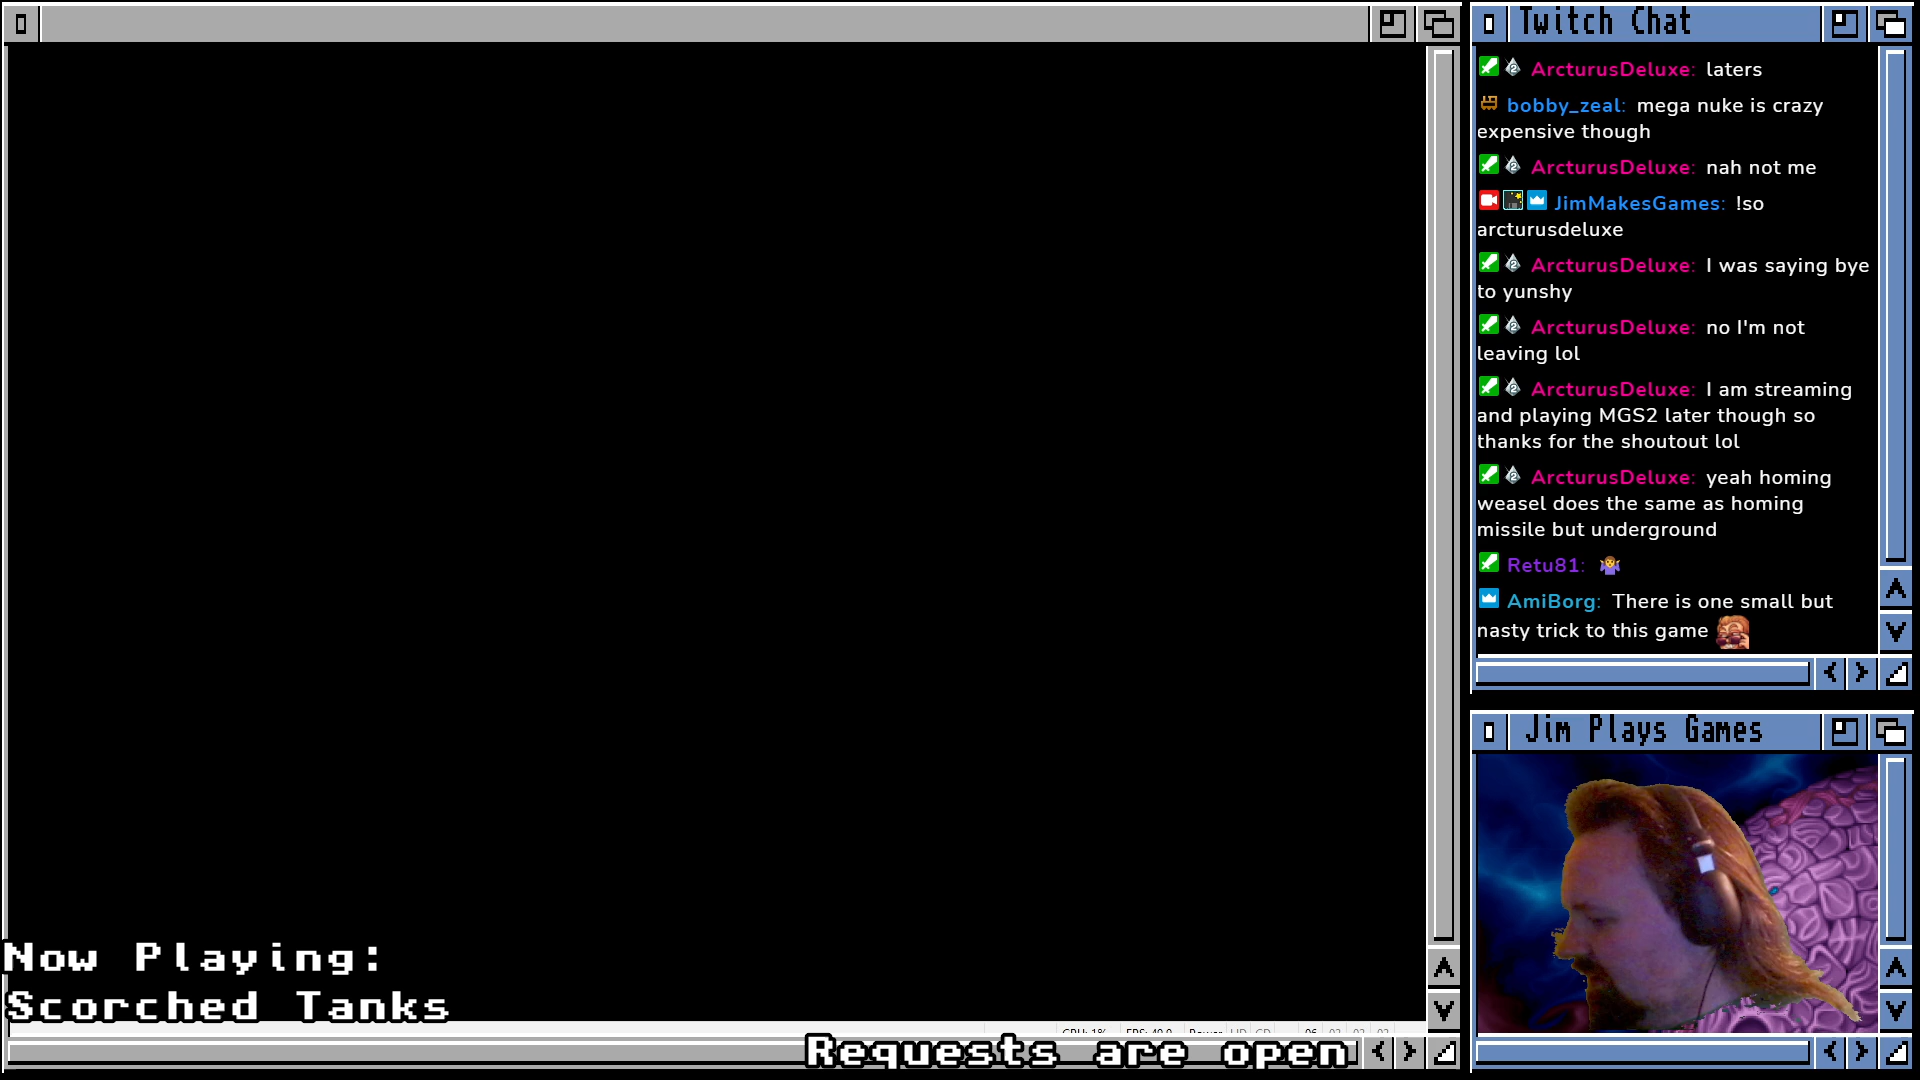 Twitch Chat
ArcturusDeluxe: laters
bobby_zeal: mega nuke is crazy
expensive though
ArcturusDeluxe: nah not me
JimMakesGames: !so
arcturusdeluxe
ArcturusDeluxe: I was saying bye
to yunshy
ArcturusDeluxe: no I'm not
leaving lol
ArcturusDeluxe: I am streaming
and playing MGS2 later though so
thanks for the shoutout lol
ArcturusDeluxe: yeah homing
weasel does the same as homing
missile but underground
Retu81:
AmiBorg: There is one small but
nasty trick to this game
Jim Plays Games
Now Playing:
Scorched Tanks
Requests are open